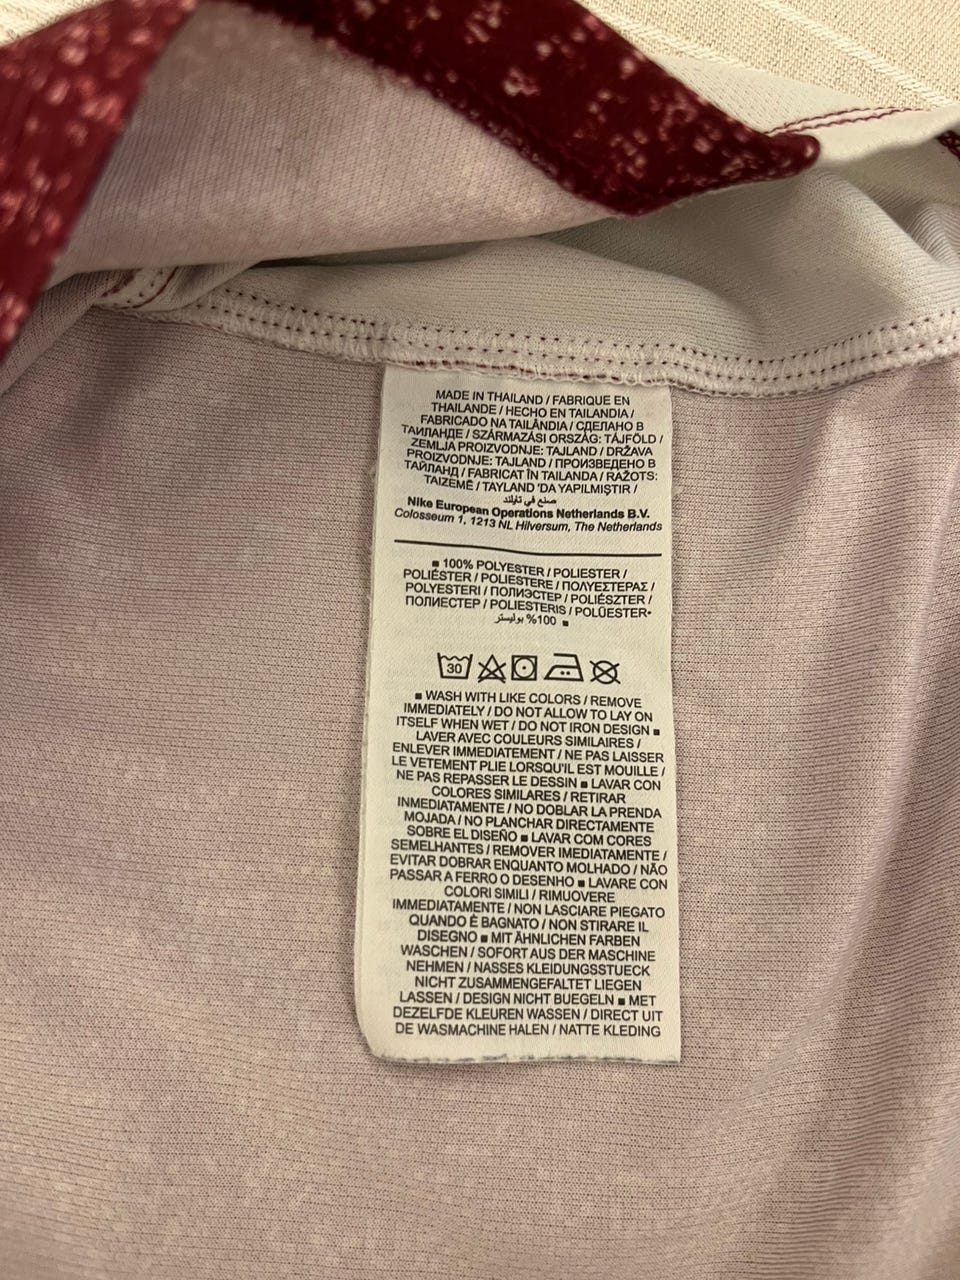 MADE IN THAILAND / FABRIQUE EN
THAILANDE / HECHO EN TAILANDIA /
FABRICADO NA TAILÂNDIA / СДЕЛАНО В
ТАИЛАНДЕ / SZÁRMAZÁSI ORSZÁG: TÁJFÖLD /
ZEMLJA PROIZVODNJE: TAJLAND / DRŽAVA
PROIZVODNJE: TAJLAND / ПРОИЗВЕДЕНО В
ТАЙЛАНД / FABRICAT ÎN TAILANDA / RAŽOTS:
TAIZEMĒ / TAYLAND 'DA YAPILMIŞTIR /
صنع في تايلند
Nike European Operations Netherlands B.V.
Colosseum 1, 1213 NL Hilversum, The Netherlands
■ 100% POLYESTER / POLIESTER /
POLIÉSTER / POLIESTERE / ΠΟΛΥΕΣΤΕΡΑΣ /
POLYESTERI / ПОЛИЭСТЕР / POLIÉSZTER /
ПОЛИЕСТЕР / POLIESTERIS / POLÜESTER•
100% بوليستر ■
30
■ WASH WITH LIKE COLORS / REMOVE
IMMEDIATELY / DO NOT ALLOW TO LAY ON
ITSELF WHEN WET / DO NOT IRON DESIGN ■
LAVER AVEC COULEURS SIMILAIRES /
ENLEVER IMMEDIATEMENT / NE PAS LAISSER
LE VETEMENT PLIE LORSQU'IL EST MOUILLE /
NE PAS REPASSER LE DESSIN ■ LAVAR CON
COLORES SIMILARES / RETIRAR
INMEDIATAMENTE / NO DOBLAR LA PRENDA
MOJADA / NO PLANCHAR DIRECTAMENTE
SOBRE EL DISEÑO ■ LAVAR COM CORES
SEMELHANTES / REMOVER IMEDIATAMENTE /
EVITAR DOBRAR ENQUANTO MOLHADO / NÃO
PASSAR A FERRO O DESENHO ■ LAVARE CON
COLORI SIMILI / RIMUOVERE
IMMEDIATAMENTE / NON LASCIARE PIEGATO
QUANDO È BAGNATO / NON STIRARE IL
DISEGNO ■ MIT ÄHNLICHEN FARBEN
WASCHEN / SOFORT AUS DER MASCHINE
NEHMEN / NASSES KLEIDUNGSSTUECK
NICHT ZUSAMMENGEFALTET LIEGEN
LASSEN / DESIGN NICHT BUEGELN ■ MET
DEZELFDE KLEUREN WASSEN / DIRECT UIT
DE WASMACHINE HALEN / NATTE KLEDING